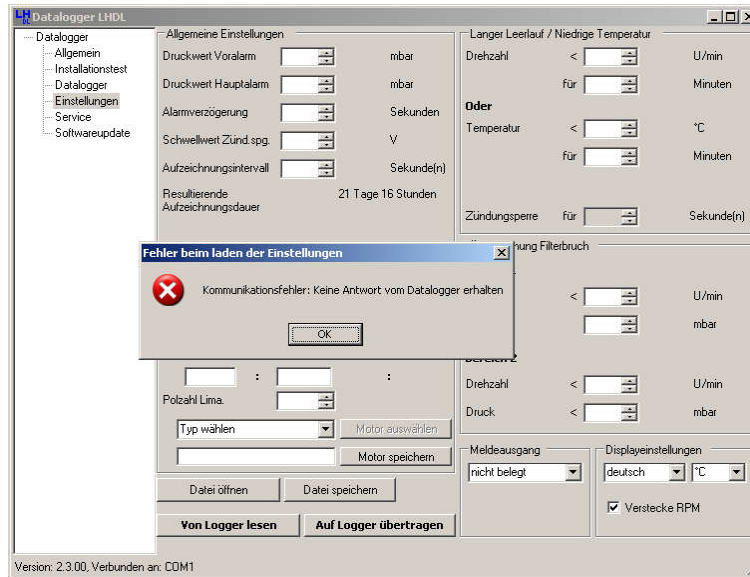 LH DL Datalogger LHDL
Datalogger
Allgemein
Installationstest
Datalogger
Einstellungen
Service
Softwareupdate
Allgemeine Einstellungen
Druckwert Voralarm mbar
Druckwert Hauptalarm mbar
Alarmverzögerung Sekunden
Schwellwert Zünd.spg. V
Aufzeichnungsintervall Sekunde(n)
Resultierende 21 Tage 16 Stunden
Aufzeichnungsdauer
Langer Leerlauf / Niedrige Temperatur
Drehzahl < U/min
für Minuten
Oder
Temperatur < °C
für Minuten
Zündungsperre für Sekunde(n)
Fehler beim laden der Einstellungen
Kommunikationsfehler: Keine Antwort vom Datalogger erhalten
OK
Filterbruch
< U/min
mbar
Drehzahl < U/min
Druck < mbar
: :
Polzahl Lima.
Typ wählen Motor auswählen
Motor speichern
Datei öffnen Datei speichern
Von Logger lesen Auf Logger übertragen
Meldeausgang
nicht belegt
Displayeinstellungen
deutsch °C
Verstecke RPM
Version: 2.3.00, Verbunden an: COM1